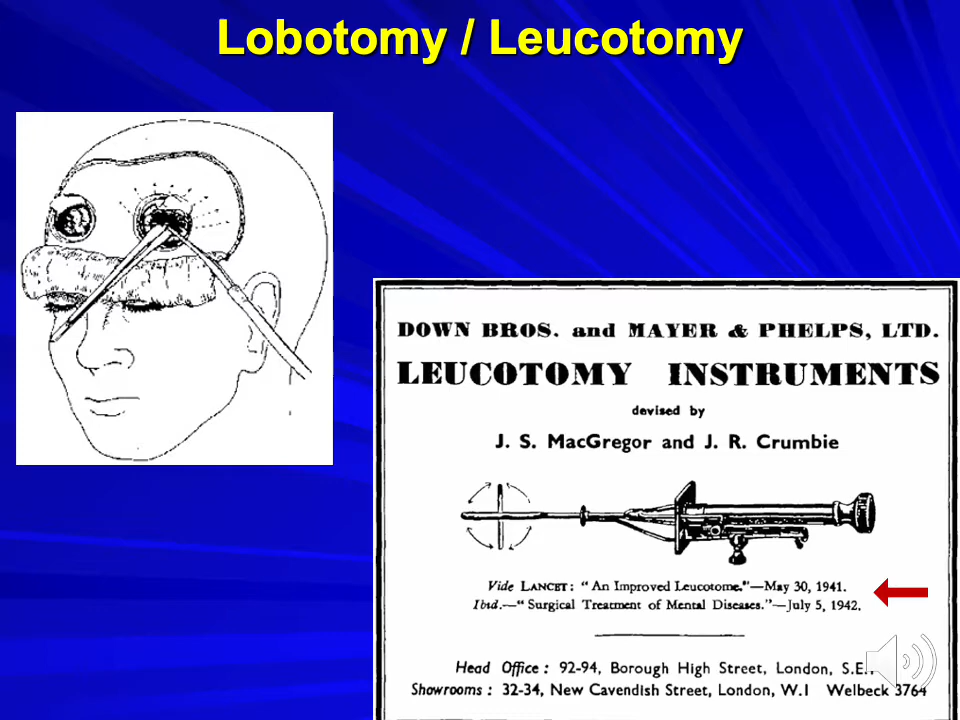 Lobotomy / Leucotomy
DOWN BROS. and MAYER & PHELPS, LTD.
LEUCOTOMY INSTRUMENTS
devised by
J. S. MacGregor and J. R. Crumbie
Vide LANCET: "An Improved Leucotome."—May 30, 1941.
Ibid.—"Surgical Treatment of Mental Diseases."—July 5, 1942.
Head Office: 92-94, Borough High Street, London,
Showrooms: 32-34, New Cavendish Street, London, W.1 Welbeck 3764